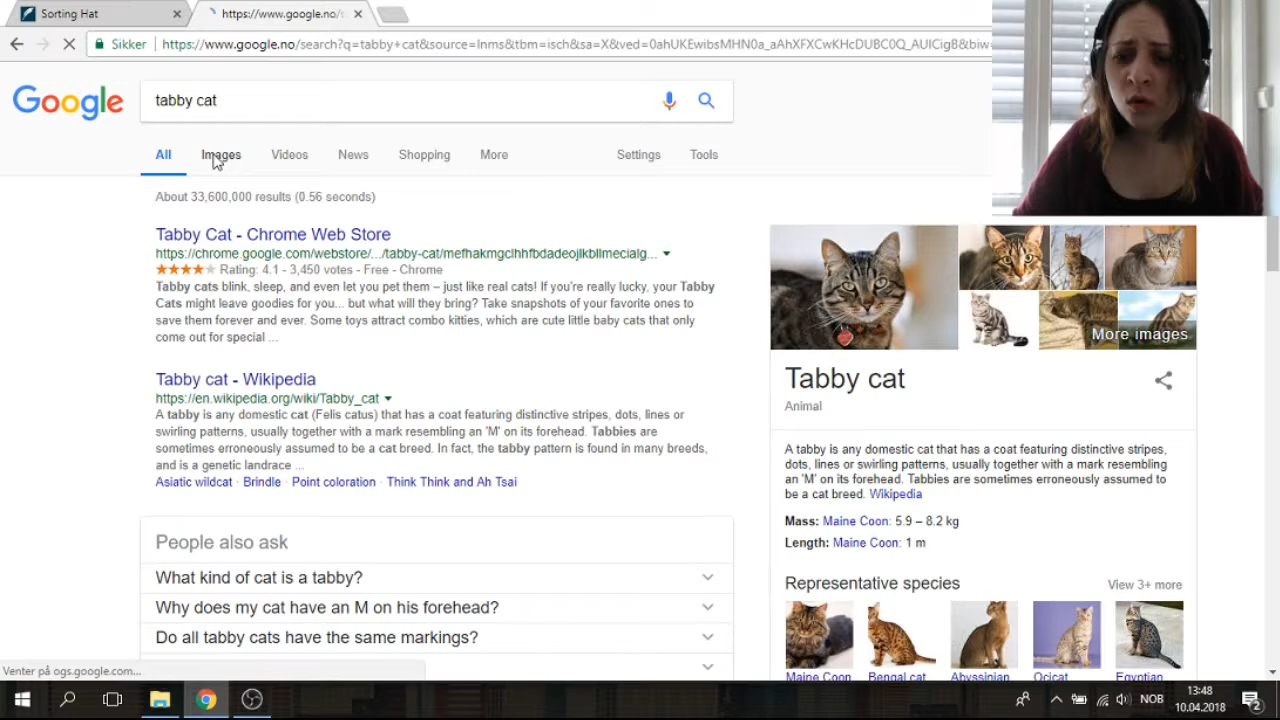 Sorting Hat
https://www.google.no/s
Sikker https://www.google.no/search?q=tabby+cat&source=lnms&tbm=isch&sa=X&ved=0ahUKEwibsMHN0a_aAhXFXCwKHcDUBC0Q_AUICigB&biw=
Google
tabby cat
All Images Videos News Shopping More Settings Tools
About 33,600,000 results (0.56 seconds)
Tabby Cat - Chrome Web Store
https://chrome.google.com/webstore/.../tabby-cat/mefhakmgclhhfbdadeojlkbllmecialg...
Rating: 4.1 - 3,450 votes - Free - Chrome
Tabby cats blink, sleep, and even let you pet them – just like real cats! If you're really lucky, your Tabby
Cats might leave goodies for you... but what will they bring? Take snapshots of your favorite ones to
save them forever and ever. Some toys attract combo kitties, which are cute little baby cats that only
come out for special ...
Tabby cat - Wikipedia
https://en.wikipedia.org/wiki/Tabby_cat
A tabby is any domestic cat (Felis catus) that has a coat featuring distinctive stripes, dots, lines or
swirling patterns, usually together with a mark resembling an 'M' on its forehead. Tabbies are
sometimes erroneously assumed to be a cat breed. In fact, the tabby pattern is found in many breeds,
and is a genetic landrace ...
Asiatic wildcat · Brindle · Point coloration · Think Think and Ah Tsai
People also ask
What kind of cat is a tabby?
Why does my cat have an M on his forehead?
Do all tabby cats have the same markings?
More images
Tabby cat
Animal
A tabby is any domestic cat that has a coat featuring distinctive stripes,
dots, lines or swirling patterns, usually together with a mark resembling
an 'M' on its forehead. Tabbies are sometimes erroneously assumed to
be a cat breed. Wikipedia
Mass: Maine Coon: 5.9 – 8.2 kg
Length: Maine Coon: 1 m
Representative species View 3+ more
Maine Coon Bengal cat Abyssinian Ocicat Egyptian
Venter på ogs.google.com...
NOB
13:48
10.04.2018
2